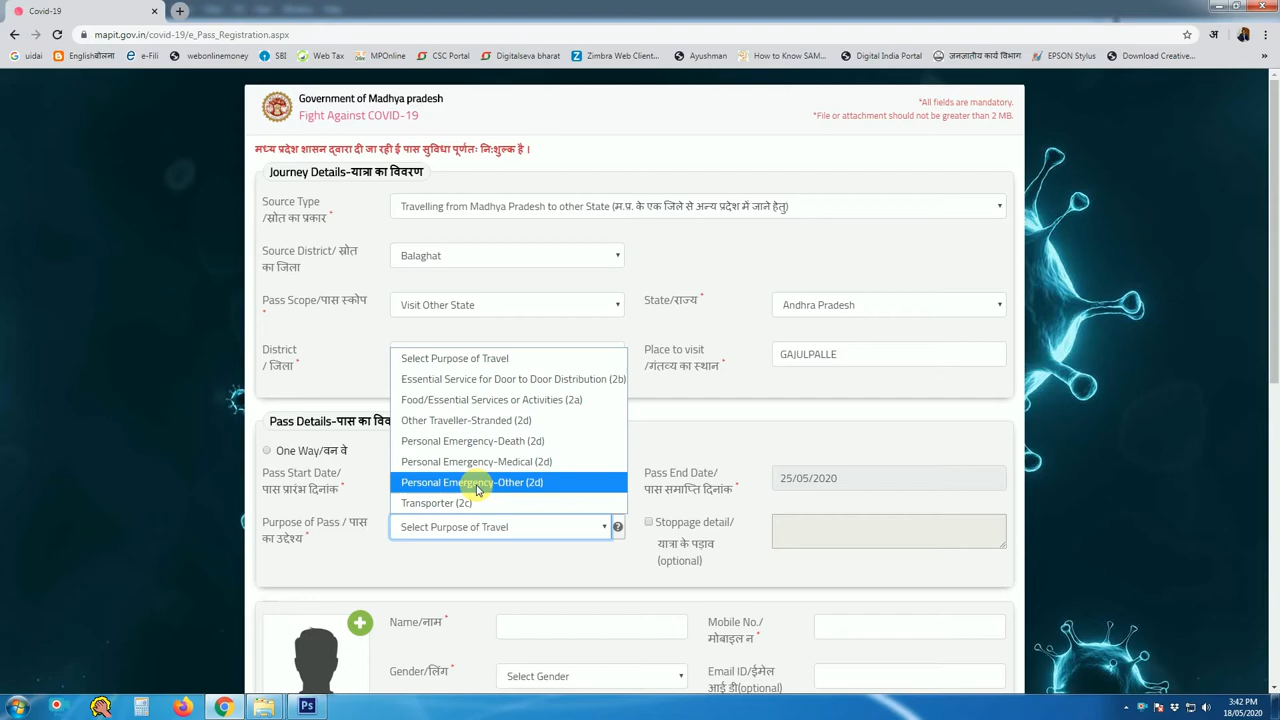 Covid-19
mapit.gov.in/covid-19/e_Pass_Registration.aspx
अ
uidai Englishबोलना e-Fili webonlinemoney SBI Web Tax MPOnline CSC Portal Digitalseva bharat Zimbra Web Client... Ayushman How to Know SAM... Digital India Portal जनजातीय कार्य विभाग EPSON Stylus Download Creative...
Government of Madhya pradesh
Fight Against COVID-19
*All fields are mandatory.
*File or attachment should not be greater than 2 MB.
मध्य प्रदेश शासन द्वारा दी जा रही ई पास सुविधा पूर्णतः नि:शुल्क है ।
Journey Details-यात्रा का विवरण
Source Type
/स्रोत का प्रकार *
Travelling from Madhya Pradesh to other State (म.प्र. के एक जिले से अन्य प्रदेश में जाने हेतु)
Source District/ स्रोत
का जिला
Balaghat
Pass Scope/पास स्कोप
*
Visit Other State
State/राज्य *
Andhra Pradesh
District
/ जिला *
Place to visit
/गंतव्य का स्थान *
GAJULPALLE
Select Purpose of Travel
Essential Service for Door to Door Distribution (2b)
Food/Essential Services or Activities (2a)
Other Traveller-Stranded (2d)
Personal Emergency-Death (2d)
Personal Emergency-Medical (2d)
Personal Emergency-Other (2d)
Transporter (2c)
Pass Details-पास का विव
One Way/वन वे
Pass Start Date/
पास प्रारंभ दिनांक *
Pass End Date/
पास समाप्ति दिनांक *
25/05/2020
Purpose of Pass / पास
का उद्देश्य *
Select Purpose of Travel
?
Stoppage detail/
यात्रा के पड़ाव
(optional)
Name/नाम *
Mobile No./
मोबाइल न *
Gender/लिंग *
Select Gender
Email ID/ईमेल
आई डी(optional)
3:42 PM
18/05/2020